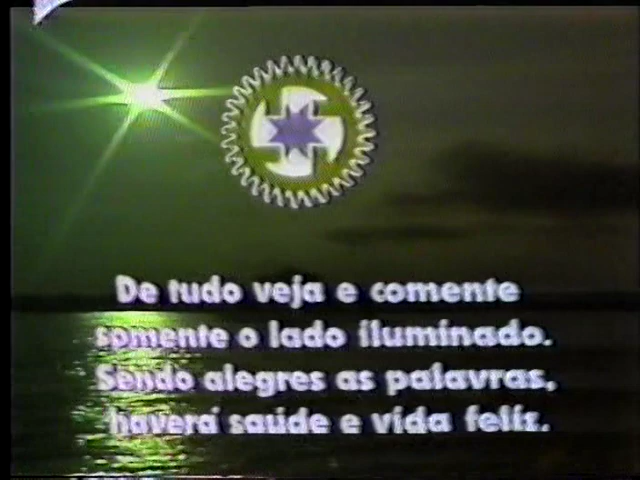 De tudo veja e comente
somente o lado iluminado.
Sendo alegres as palavras,
haverá saúde e vida feliz.